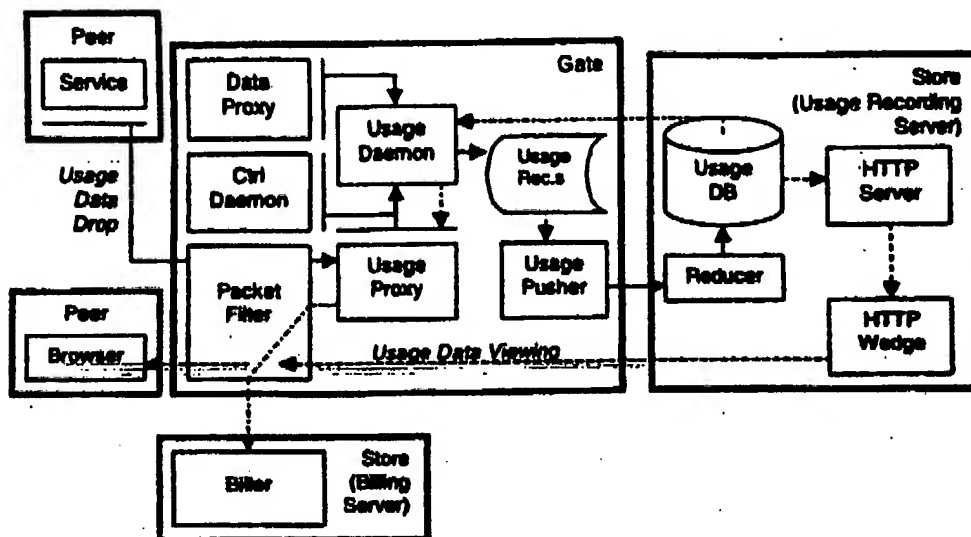 Peer
Service
Usage
Data
Drop
Peer
Browser
Gate
Data
Proxy
Ctrl
Daemon
Packet
Filter
Usage
Daemon
Usage
Proxy
Usage
Rec.s
Usage
Pusher
Usage Data Viewing
Store
(Usage Recording
Server)
Usage
DB
Reducer
HTTP
Server
HTTP
Wedge
Biller
Store
(Billing
Server)